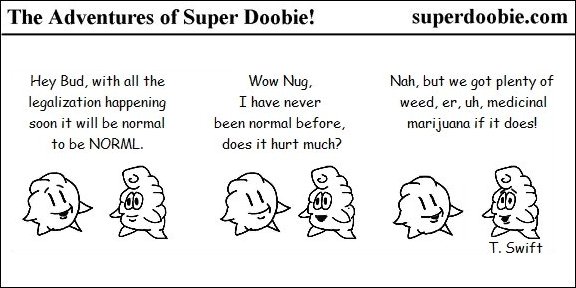 The Adventures of Super Doobie!
superdoobie.com
Hey Bud, with all the
legalization happening
soon it will be normal
to be NORML.
Wow Nug,
I have never
been normal before,
does it hurt much?
Nah, but we got plenty of
weed, er, uh, medicinal
marijuana if it does!
T. Swift